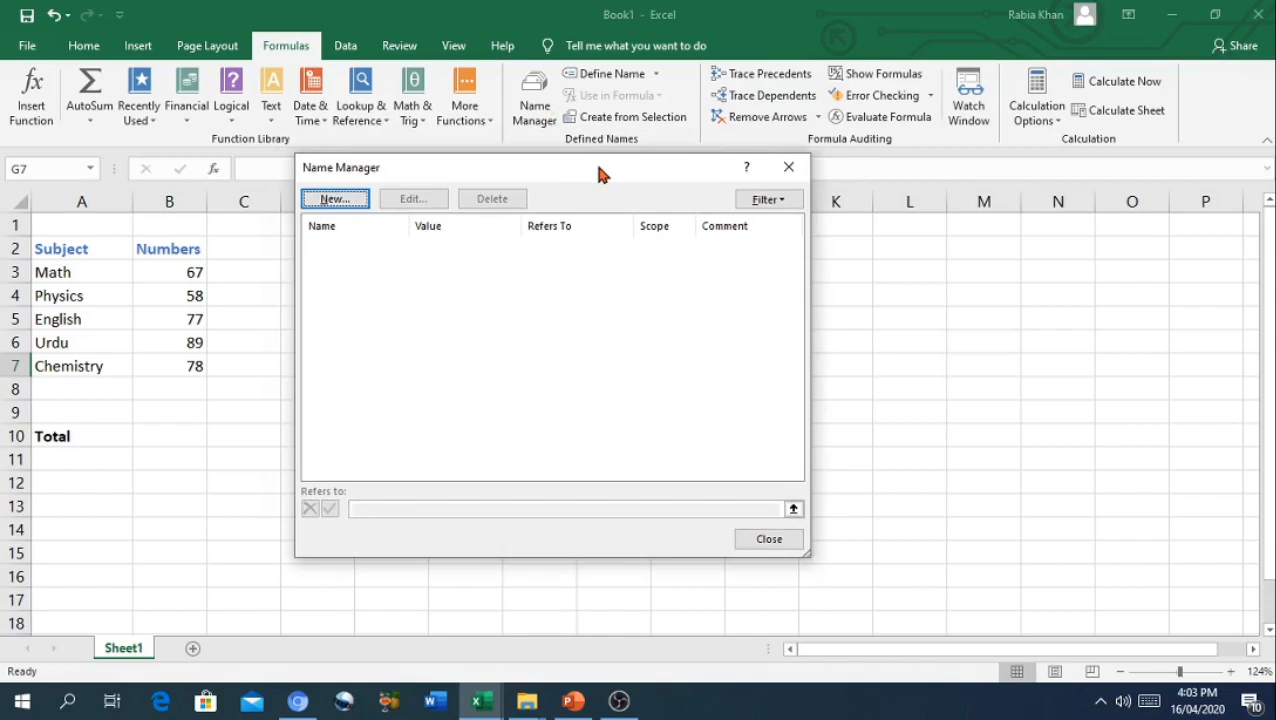 Book1 - Excel
Rabia Khan
File Home Insert Page Layout Formulas Data Review View Help Tell me what you want to do Share
Insert Function
AutoSum
Recently Used
Financial
Logical
Text
Date & Time
Lookup & Reference
Math & Trig
More Functions
Function Library
Name Manager
Define Name
Use in Formula
Create from Selection
Defined Names
Trace Precedents
Trace Dependents
Remove Arrows
Show Formulas
Error Checking
Evaluate Formula
Formula Auditing
Watch Window
Calculation Options
Calculate Now
Calculate Sheet
Calculation
G7
fx
Name Manager
?
New... Edit... Delete Filter
Name Value Refers To Scope Comment
Refers to:
Close
A B C K L M N O P
1
2 Subject Numbers
3 Math 67
4 Physics 58
5 English 77
6 Urdu 89
7 Chemistry 78
8
9
10 Total
11
12
13
14
15
16
17
18
Sheet1
Ready
124%
4:03 PM
16/04/2020
10